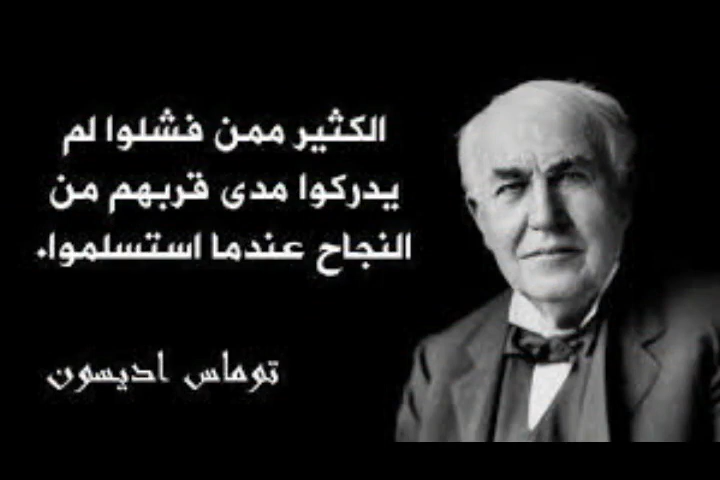 الكثير ممن فشلوا لم
يدركوا مدى قربهم من
النجاح عندما استسلموا.
توماس اديسون